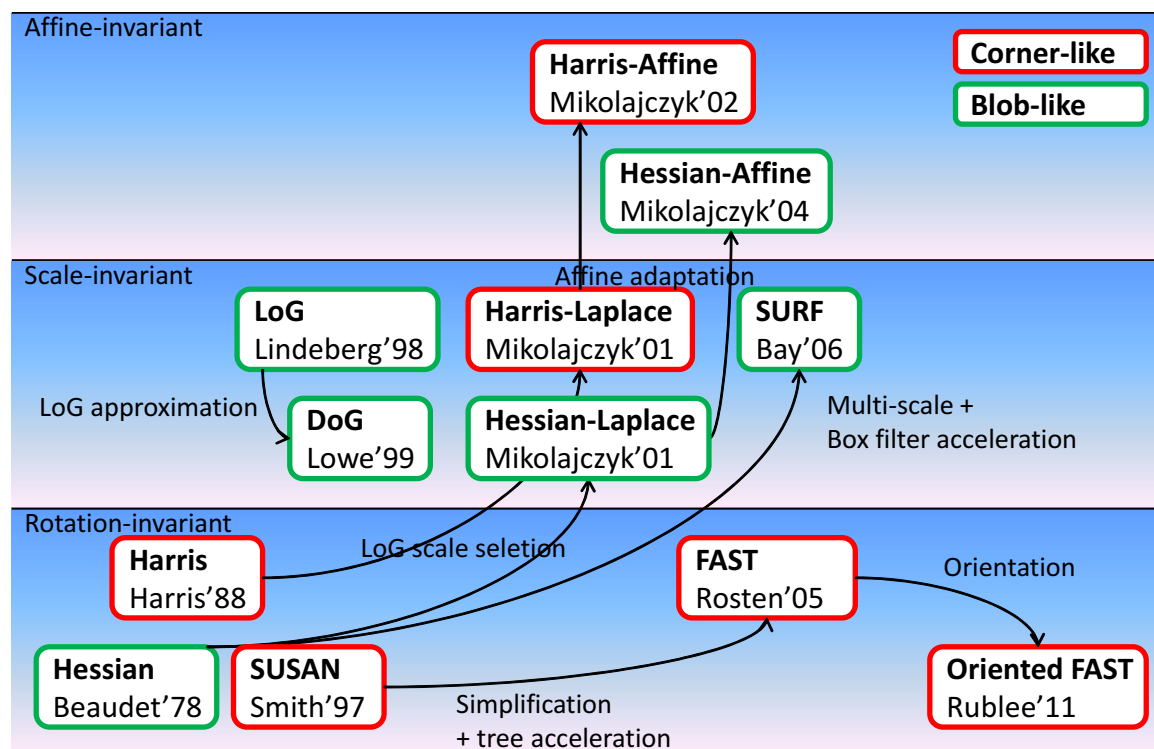 Affine-invariant
Corner-like
Blob-like
Harris-Affine
Mikolajczyk’02
Hessian-Affine
Mikolajczyk’04
Scale-invariant
Affine adaptation
LoG
Lindeberg’98
Harris-Laplace
Mikolajczyk’01
SURF
Bay’06
LoG approximation
DoG
Lowe’99
Hessian-Laplace
Mikolajczyk’01
Multi-scale +
Box filter acceleration
Rotation-invariant
Harris
Harris’88
LoG scale seletion
FAST
Rosten’05
Orientation
Hessian
Beaudet’78
SUSAN
Smith’97
Simplification
+ tree acceleration
Oriented FAST
Rublee’11